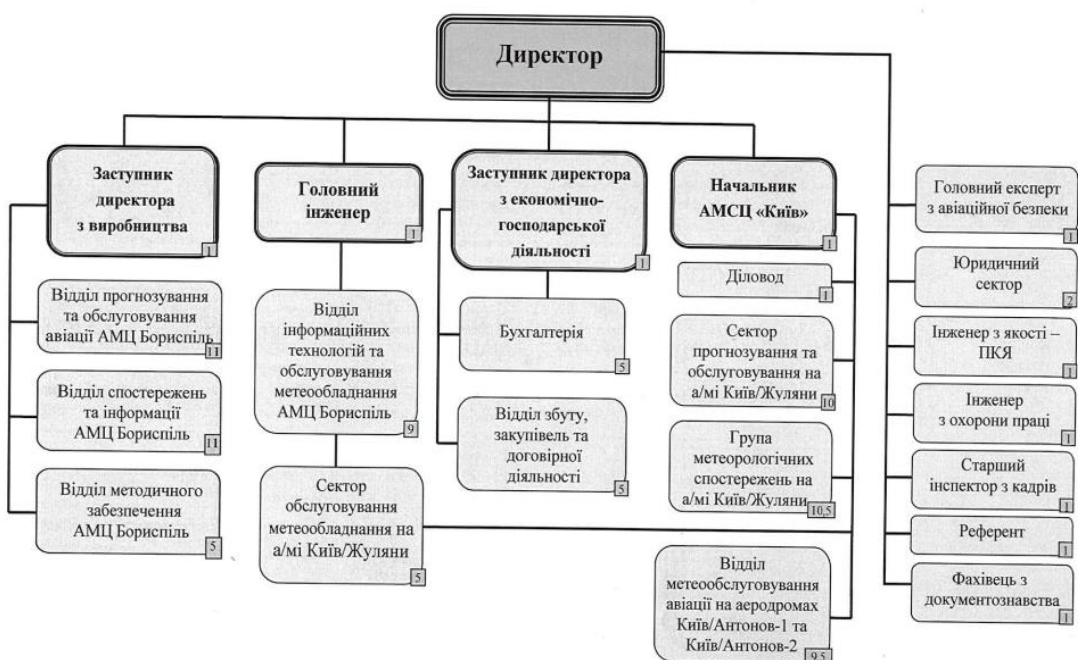 Директор
Заступник
директора
з виробництва
1
Відділ прогнозування
та обслуговування
авіації АМЦ Бориспіль
11
Відділ спостережень
та інформації
АМЦ Бориспіль
11
Відділ методичного
забезпечення
АМЦ Бориспіль
5
Головний
інженер
1
Відділ
інформаційних
технологій та
обслуговування
метеообладнання
АМЦ Бориспіль
9
Сектор
обслуговування
метеообладнання на
а/мі Київ/Жуляни
5
Заступник директора
з економічно-
господарської
діяльності
1
Бухгалтерія
5
Відділ збуту,
закупівель та
договірної
діяльності
5
Начальник
АМСЦ «Київ»
1
Діловод
1
Сектор
прогнозування та
обслуговування на
а/мі Київ/Жуляни
10
Група
метеорологічних
спостережень на
а/мі Київ/Жуляни
10,5
Відділ
метеообслуговування
авіації на аеродромах
Київ/Антонов-1 та
Київ/Антонов-2
9,5
Головний експерт
з авіаційної безпеки
1
Юридичний
сектор
2
Інженер з якості –
ПКЯ
1
Інженер
з охорони праці
1
Старший
інспектор з кадрів
1
Референт
1
Фахівець з
документознавства
1